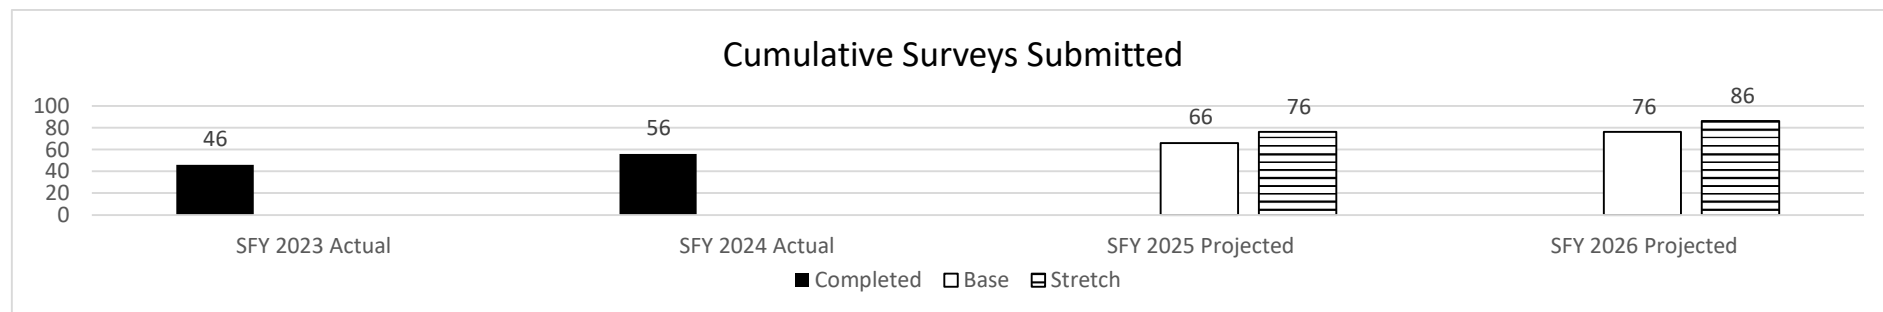 Cumulative Surveys Submitted
100
80
60
40
20
0
46
56
66
76
76
86
SFY 2023 Actual
SFY 2024 Actual
SFY 2025 Projected
SFY 2026 Projected
Completed
Base
Stretch